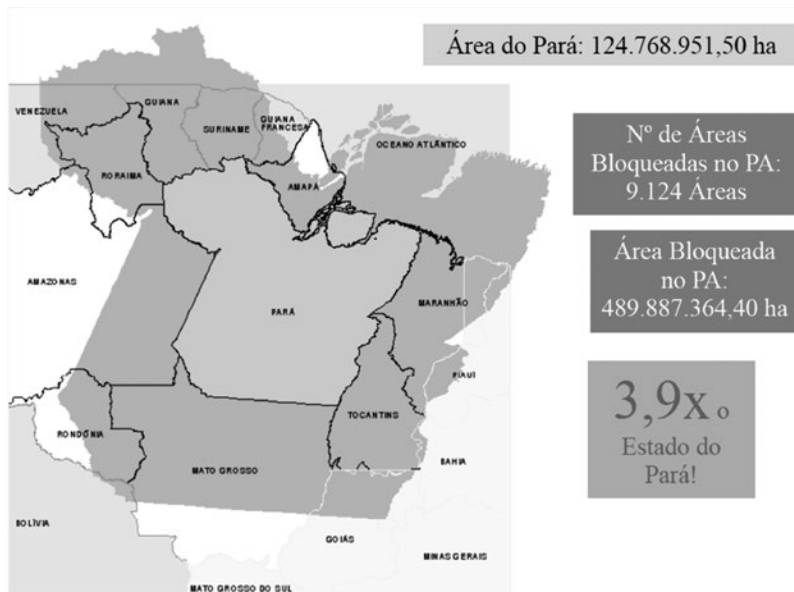 Área do Pará: 124.768.951,50 ha
VENEZUELA
GUIANA
SURINAME
GUIANA
FRANCESA
OCEANO ATLÂNTICO
RORAIMA
AMAPÁ
Nº de Áreas
Bloqueadas no PA:
9.124 Áreas
Área Bloqueada
no PA:
489.887.364,40 ha
AMAZONAS
PARÁ
MARANHÃO
PIAUÍ
3,9x o
Estado do
Pará!
TOCANTINS
RONDÔNIA
MATO GROSSO
BAHIA
BOLÍVIA
GOIÁS
MINAS GERAIS
MATO GROSSO DO SUL